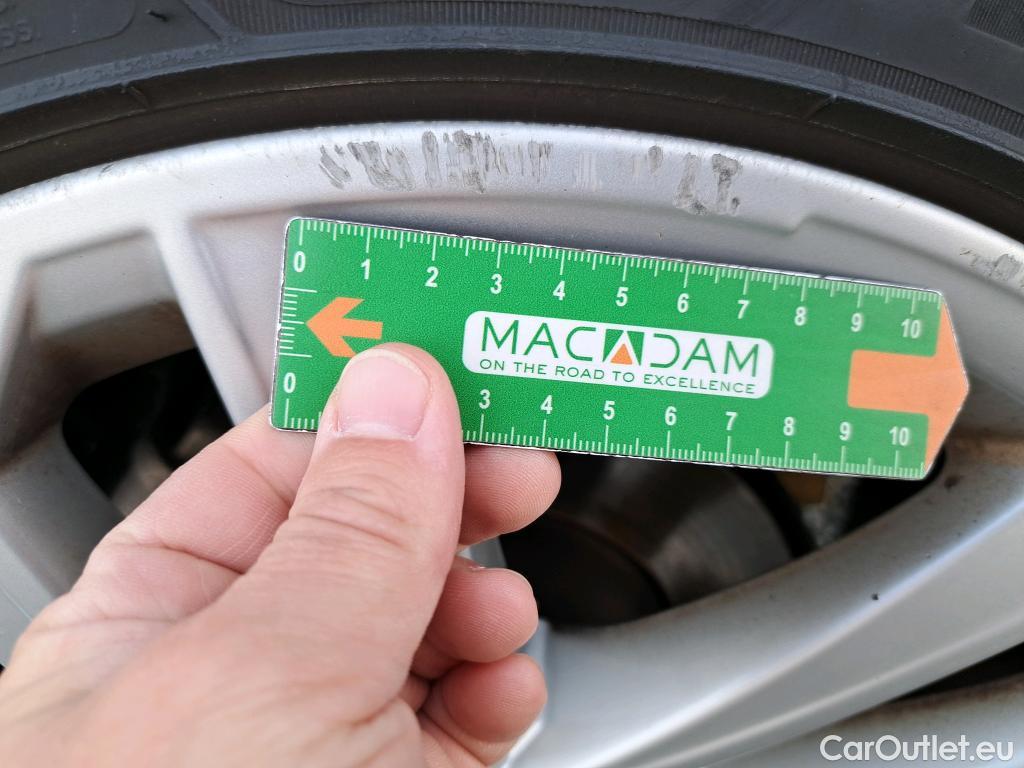 0 1 2 3 4 5 6 7 8 9 10
MACADAM
ON THE ROAD TO EXCELLENCE
0 3 4 5 6 7 8 9 10
CarOutlet.eu